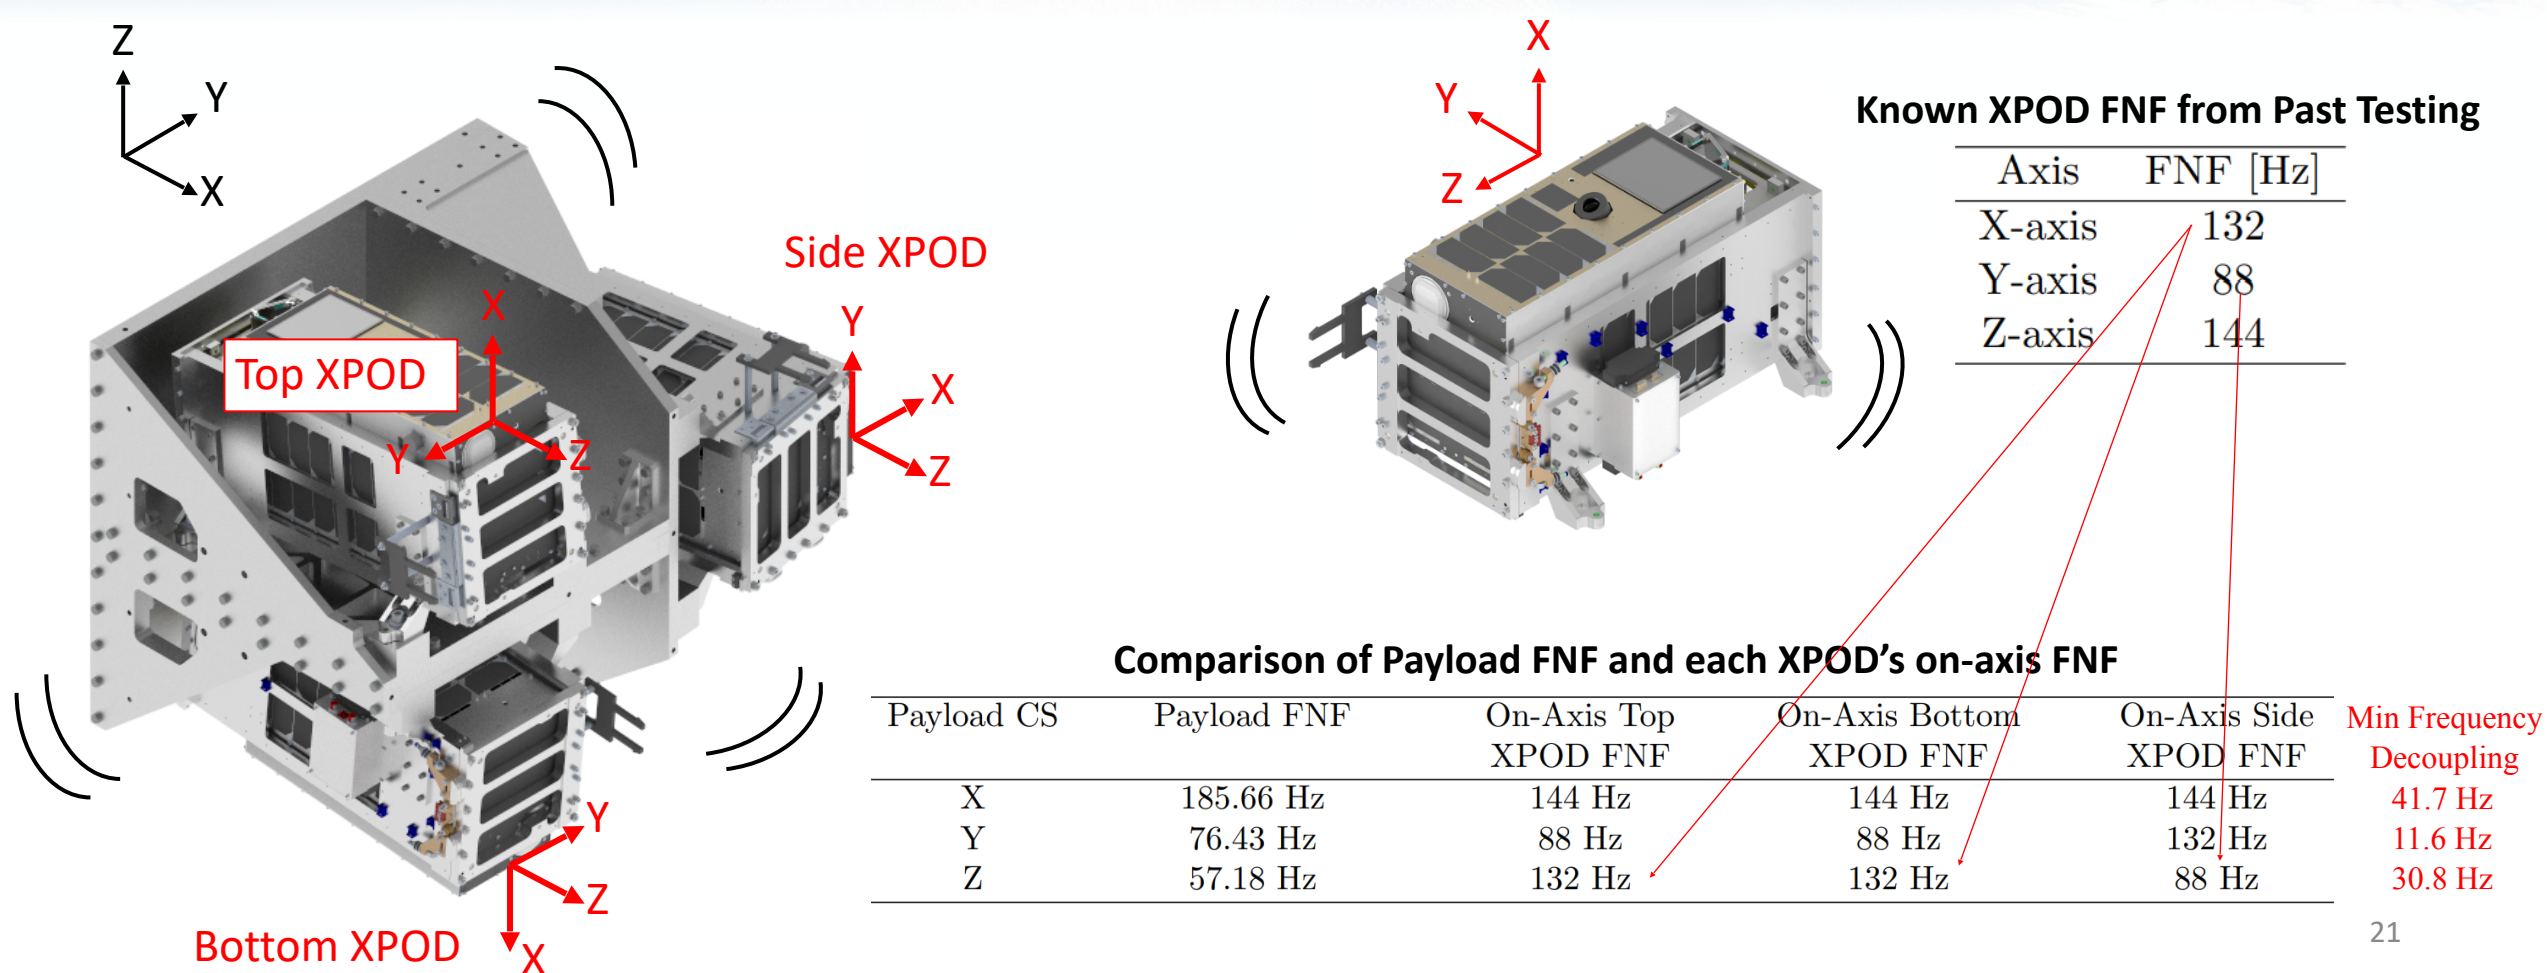 Z
Y
X
Top XPOD
X
Y
Z
Side XPOD
Y
X
Z
Bottom XPOD
Y
Z
X
X
Y
Z
Known XPOD FNF from Past Testing
Axis FNF [Hz]
X-axis 132
Y-axis 88
Z-axis 144
Comparison of Payload FNF and each XPOD’s on-axis FNF
Payload CS Payload FNF On-Axis Top On-Axis Bottom On-Axis Side Min Frequency
XPOD FNF XPOD FNF XPOD FNF Decoupling
X 185.66 Hz 144 Hz 144 Hz 144 Hz 41.7 Hz
Y 76.43 Hz 88 Hz 88 Hz 132 Hz 11.6 Hz
Z 57.18 Hz 132 Hz 132 Hz 88 Hz 30.8 Hz
21